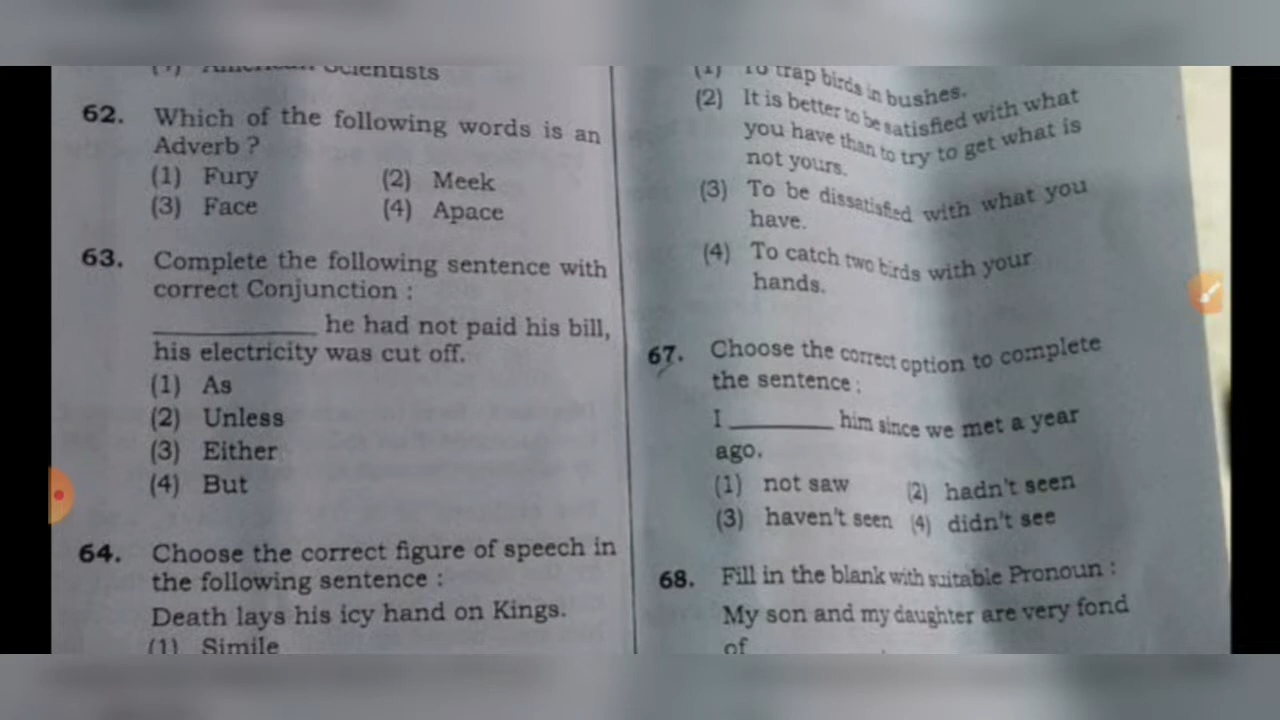 American Scientists
62. Which of the following words is an
Adverb ?
(1) Fury (2) Meek
(3) Face (4) Apace
63. Complete the following sentence with
correct Conjunction :
____________ he had not paid his bill,
his electricity was cut off.
(1) As
(2) Unless
(3) Either
(4) But
64. Choose the correct figure of speech in
the following sentence :
Death lays his icy hand on Kings.
(1) Simile
(1) To trap birds in bushes.
(2) It is better to be satisfied with what
you have than to try to get what is
not yours.
(3) To be dissatisfied with what you
have.
(4) To catch two birds with your
hands.
67. Choose the correct option to complete
the sentence :
I ________ him since we met a year
ago.
(1) not saw (2) hadn't seen
(3) haven't seen (4) didn't see
68. Fill in the blank with suitable Pronoun :
My son and my daughter are very fond
of